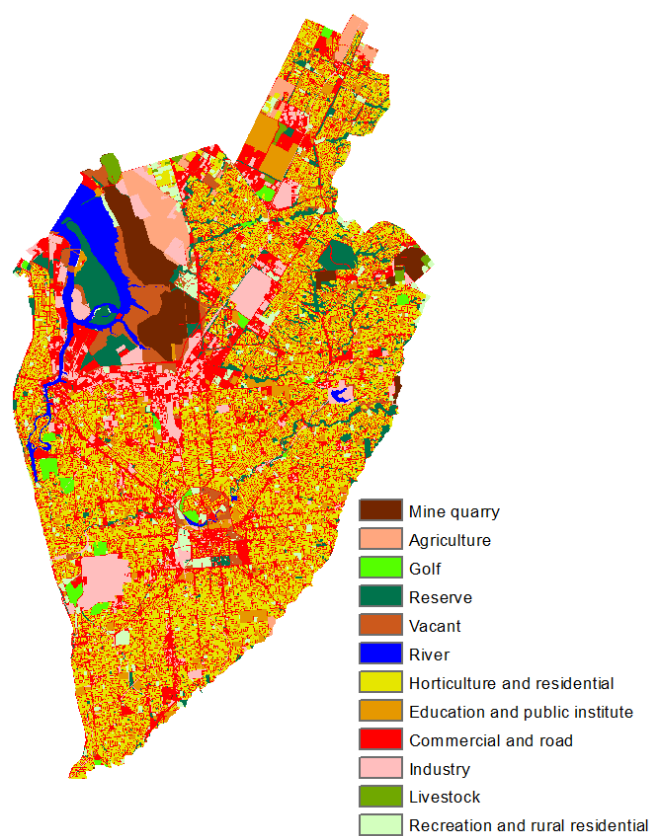 Mine quarry
Agriculture
Golf
Reserve
Vacant
River
Horticulture and residential
Education and public institute
Commercial and road
Industry
Livestock
Recreation and rural residential